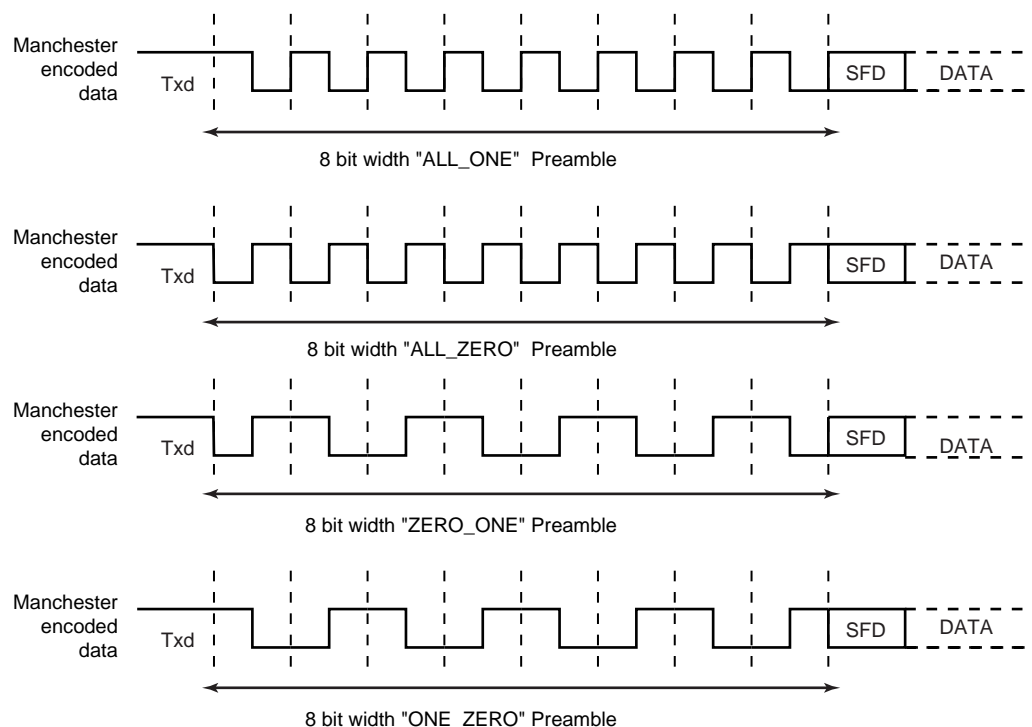 Manchester
encoded
data
Txd
SFD
DATA
8 bit width "ALL_ONE" Preamble
Manchester
encoded
data
Txd
SFD
DATA
8 bit width "ALL_ZERO" Preamble
Manchester
encoded
data
Txd
SFD
DATA
8 bit width "ZERO_ONE" Preamble
Manchester
encoded
data
Txd
SFD
DATA
8 bit width "ONE_ZERO" Preamble